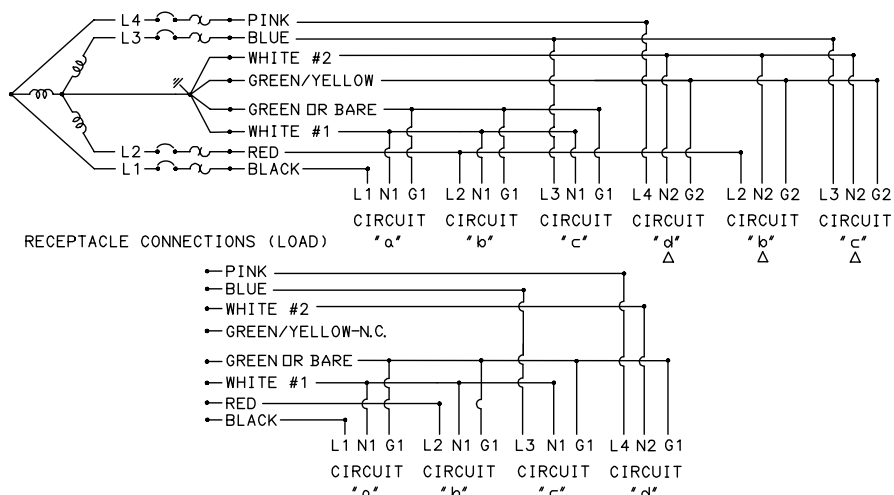 L4 PINK
L3 BLUE
WHITE #2
GREEN/YELLOW
GREEN OR BARE
WHITE #1
L2 RED
L1 BLACK
L1 N1 G1 L2 N1 G1 L3 N1 G1 L4 N2 G2 L2 N2 G2 L3 N2 G2
CIRCUIT CIRCUIT CIRCUIT CIRCUIT CIRCUIT CIRCUIT
"a" "b" "c" "d" "b" "c"
Δ Δ Δ
RECEPTACLE CONNECTIONS (LOAD)
PINK
BLUE
WHITE #2
GREEN/YELLOW-N.C.
GREEN OR BARE
WHITE #1
RED
BLACK
L1 N1 G1 L2 N1 G1 L3 N1 G1 L4 N2 G1
CIRCUIT CIRCUIT CIRCUIT CIRCUIT
"a" "b" "c" "d"